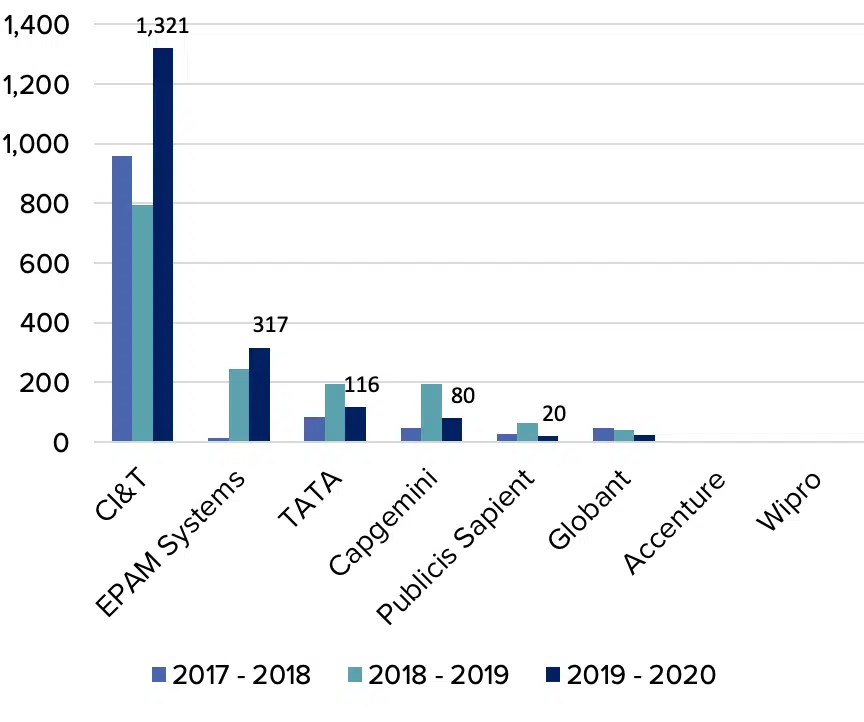 1,400
1,321
1,200
1,000
800
600
400
317
200
116
80
20
0
CI&T
EPAM Systems
TATA
Capgemini
Publicis Sapient
Globant
Accenture
Wipro
2017 - 2018 2018 - 2019 2019 - 2020